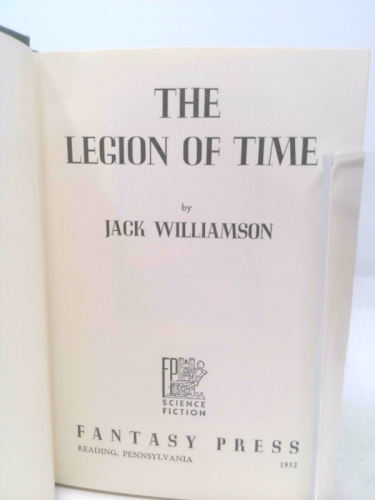 THE
LEGION OF TIME
by
JACK WILLIAMSON
FP
SCIENCE
FICTION
FANTASY PRESS
READING, PENNSYLVANIA 1952